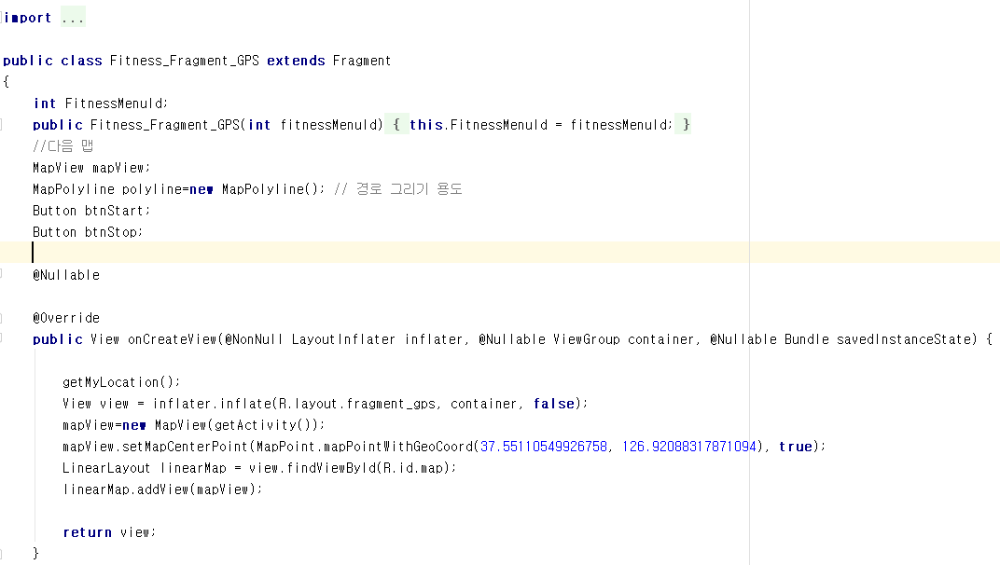 import ...
public class Fitness_Fragment_GPS extends Fragment
{
int FitnessMenuId;
public Fitness_Fragment_GPS(int fitnessMenuId) { this.FitnessMenuId = fitnessMenuId; }
//다음 맵
MapView mapView;
MapPolyline polyline=new MapPolyline(); // 경로 그리기 용도
Button btnStart;
Button btnStop;
@Nullable
@Override
public View onCreateView(@NonNull LayoutInflater inflater, @Nullable ViewGroup container, @Nullable Bundle savedInstanceState) {
getMyLocation();
View view = inflater.inflate(R.layout.fragment_gps, container, false);
mapView=new MapView(getActivity());
mapView.setMapCenterPoint(MapPoint.mapPointWithGeoCoord(37.55110549926758, 126.92088317871094), true);
LinearLayout linearMap = view.findViewById(R.id.map);
linearMap.addView(mapView);
return view;
}